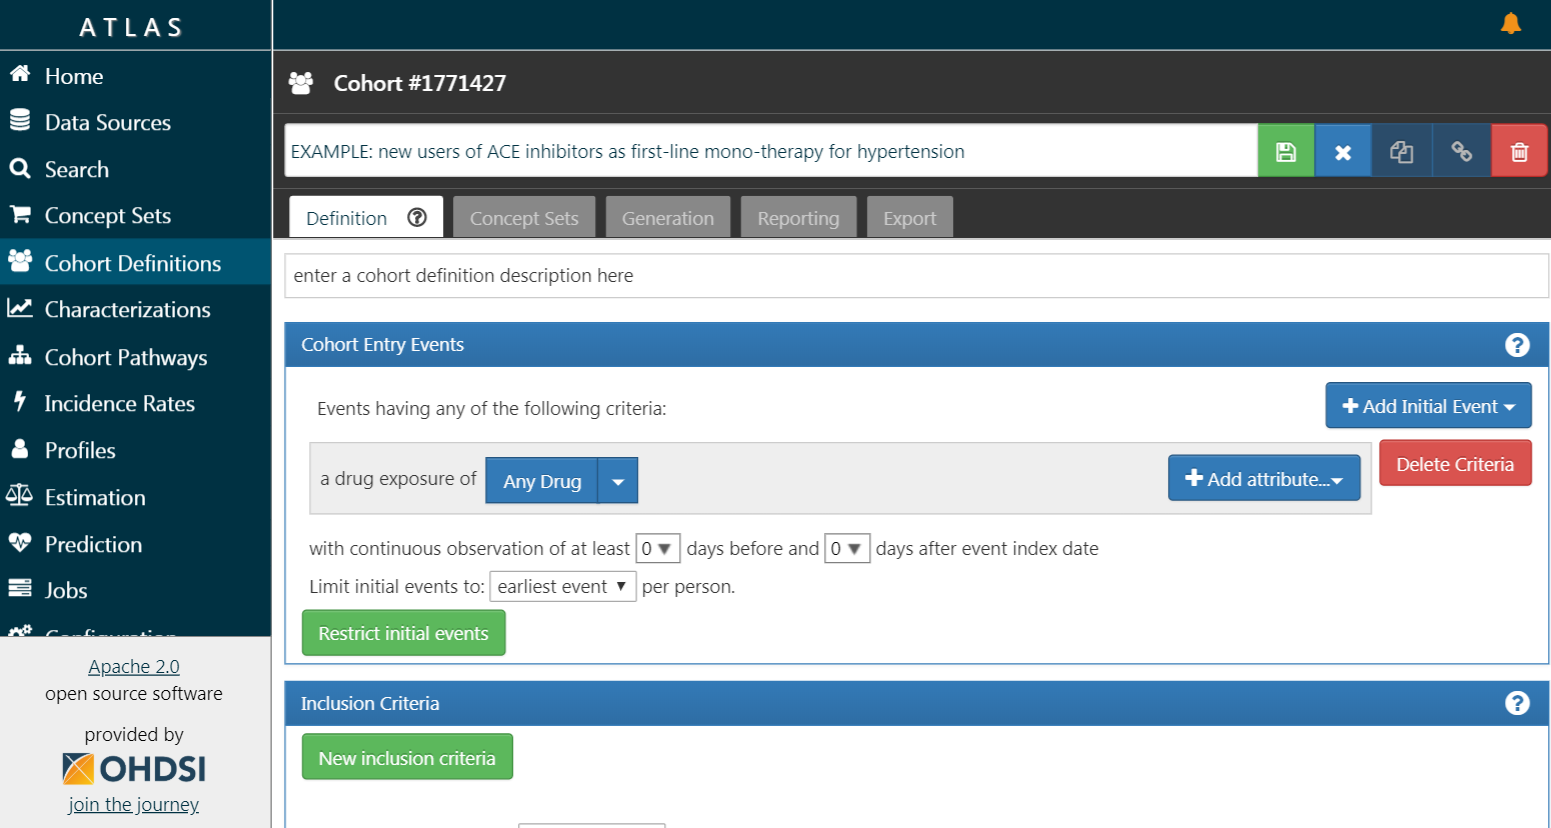 ATLAS
Home
Data Sources
Search
Concept Sets
Cohort Definitions
Characterizations
Cohort Pathways
Incidence Rates
Profiles
Estimation
Prediction
Jobs
Configuration
Apache 2.0
open source software
provided by
OHDSI
join the journey
Cohort #1771427
EXAMPLE: new users of ACE inhibitors as first-line mono-therapy for hypertension
Definition ? Concept Sets Generation Reporting Export
enter a cohort definition description here
Cohort Entry Events ?
Events having any of the following criteria: + Add Initial Event
a drug exposure of Any Drug + Add attribute... Delete Criteria
with continuous observation of at least 0 days before and 0 days after event index date
Limit initial events to: earliest event per person.
Restrict initial events
Inclusion Criteria ?
New inclusion criteria